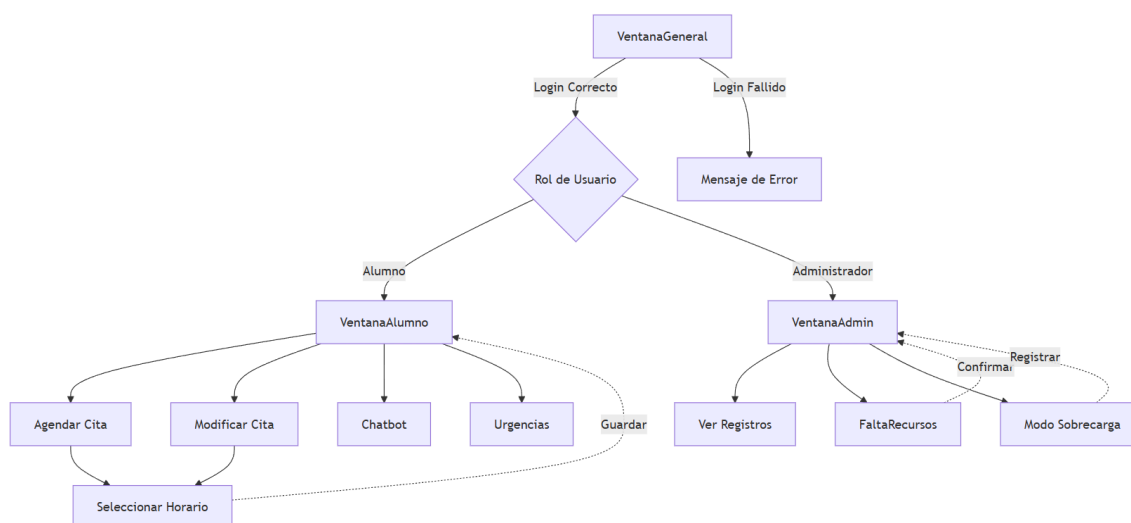 VentanaGeneral
Login Correcto
Login Fallido
Rol de Usuario
Mensaje de Error
Alumno
Administrador
VentanaAlumno
VentanaAdmin
Confirmar
Registrar
Agendar Cita
Modificar Cita
Chatbot
Urgencias
Guardar
Ver Registros
FaltaRecursos
Modo Sobrecarga
Seleccionar Horario